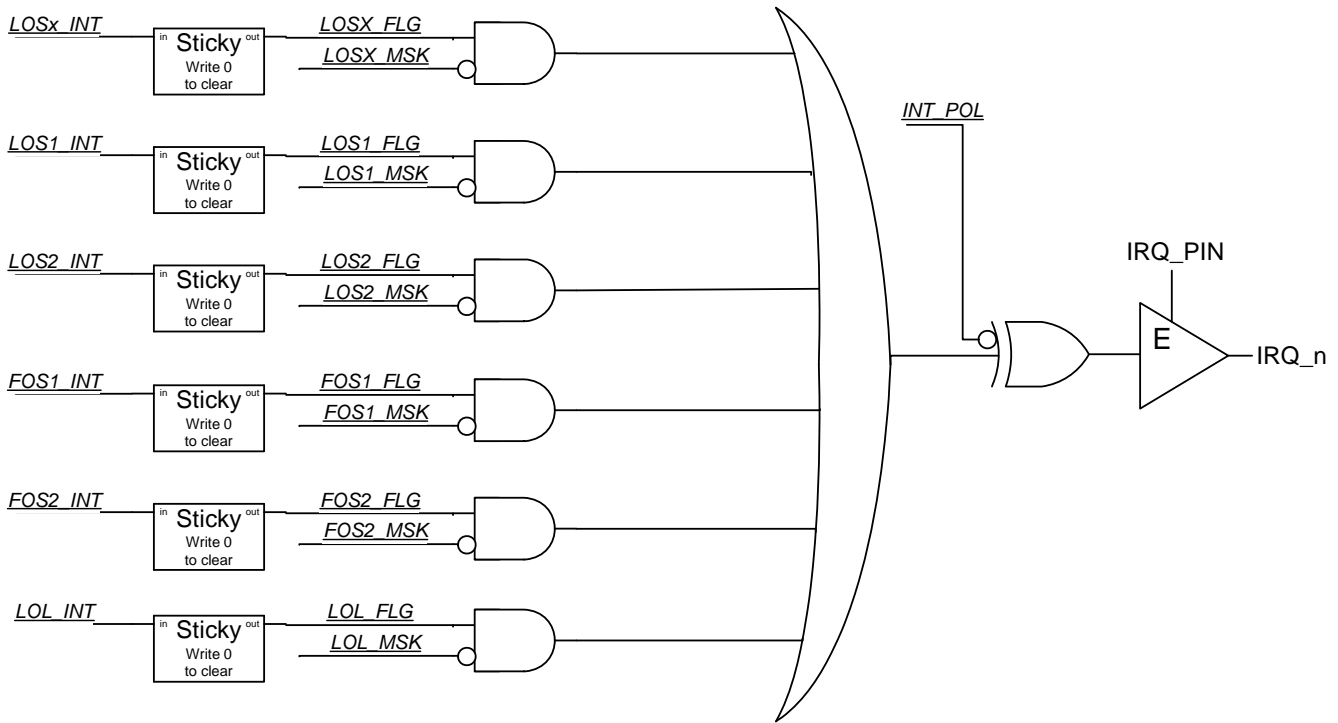 LOSx_INT
in Sticky out
Write 0
to clear
LOSX_FLG
LOSX_MSK
LOS1_INT
in Sticky out
Write 0
to clear
LOS1_FLG
LOS1_MSK
LOS2_INT
in Sticky out
Write 0
to clear
LOS2_FLG
LOS2_MSK
FOS1_INT
in Sticky out
Write 0
to clear
FOS1_FLG
FOS1_MSK
FOS2_INT
in Sticky out
Write 0
to clear
FOS2_FLG
FOS2_MSK
LOL_INT
in Sticky out
Write 0
to clear
LOL_FLG
LOL_MSK
INT_POL
IRQ_PIN
E
IRQ_n